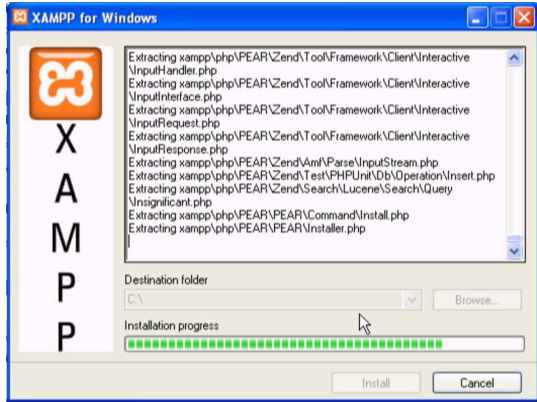 XAMPP for Windows
Extracting xampp\php\PEAR\Zend\Tool\Framework\Client\Interactive
\InputHandler.php
Extracting xampp\php\PEAR\Zend\Tool\Framework\Client\Interactive
\InputInterface.php
Extracting xampp\php\PEAR\Zend\Tool\Framework\Client\Interactive
\InputRequest.php
Extracting xampp\php\PEAR\Zend\Tool\Framework\Client\Interactive
\InputResponse.php
Extracting xampp\php\PEAR\Zend\Amf\Parse\InputStream.php
Extracting xampp\php\PEAR\Zend\Test\PHPUnit\Db\Operation\Insert.php
Extracting xampp\php\PEAR\Zend\Search\Lucene\Search\Query
\Insignificant.php
Extracting xampp\php\PEAR\PEAR\Command\Install.php
Extracting xampp\php\PEAR\PEAR\Installer.php
X
A
M
P
P
Destination folder
C:\
Browse...
Installation progress
Install
Cancel